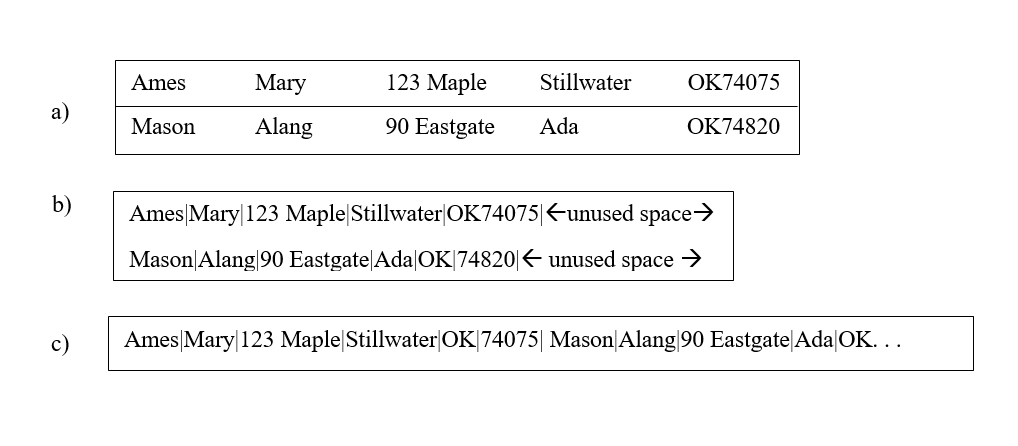 a)
Ames Mary 123 Maple Stillwater OK74075
Mason Alang 90 Eastgate Ada OK74820
b)
Ames|Mary|123 Maple|Stillwater|OK74075|←unused space→
Mason|Alang|90 Eastgate|Ada|OK|74820|← unused space →
c)
Ames|Mary|123 Maple|Stillwater|OK|74075| Mason|Alang|90 Eastgate|Ada|OK. . .